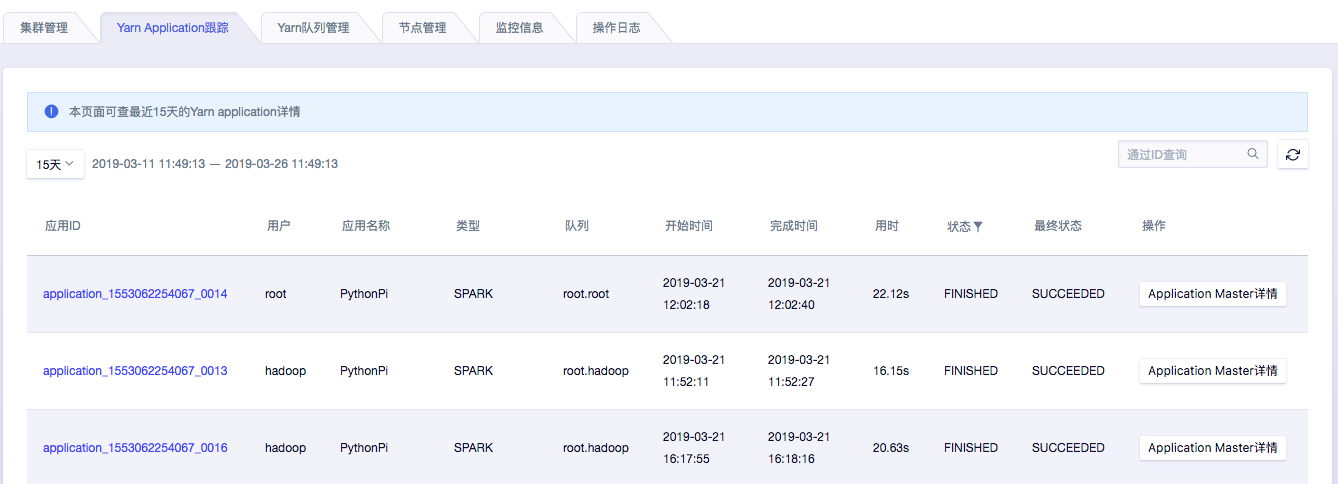 集群管理 Yarn Application跟踪 Yarn队列管理 节点管理 监控信息 操作日志
本页面可查最近15天的Yarn application详情
15天 2019-03-11 11:49:13 — 2019-03-26 11:49:13 通过ID查询
应用ID 用户 应用名称 类型 队列 开始时间 完成时间 用时 状态 最终状态 操作
application_1553062254067_0014 root PythonPi SPARK root.root 2019-03-21 12:02:18 2019-03-21 12:02:40 22.12s FINISHED SUCCEEDED Application Master详情
application_1553062254067_0013 hadoop PythonPi SPARK root.hadoop 2019-03-21 11:52:11 2019-03-21 11:52:27 16.15s FINISHED SUCCEEDED Application Master详情
application_1553062254067_0016 hadoop PythonPi SPARK root.hadoop 2019-03-21 16:17:55 2019-03-21 16:18:16 20.63s FINISHED SUCCEEDED Application Master详情